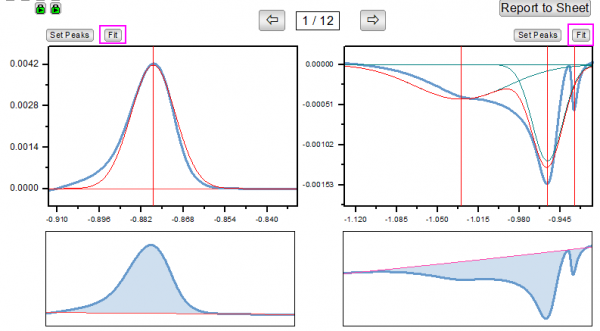 Report to Sheet
1 / 12
Set Peaks Fit
Set Peaks Fit
0.0042
0.0028
0.0014
0.0000
-0.910 -0.896 -0.882 -0.868 -0.854 -0.840
0.00000
-0.00051
-0.00102
-0.00153
-1.120 -1.085 -1.050 -1.015 -0.980 -0.945